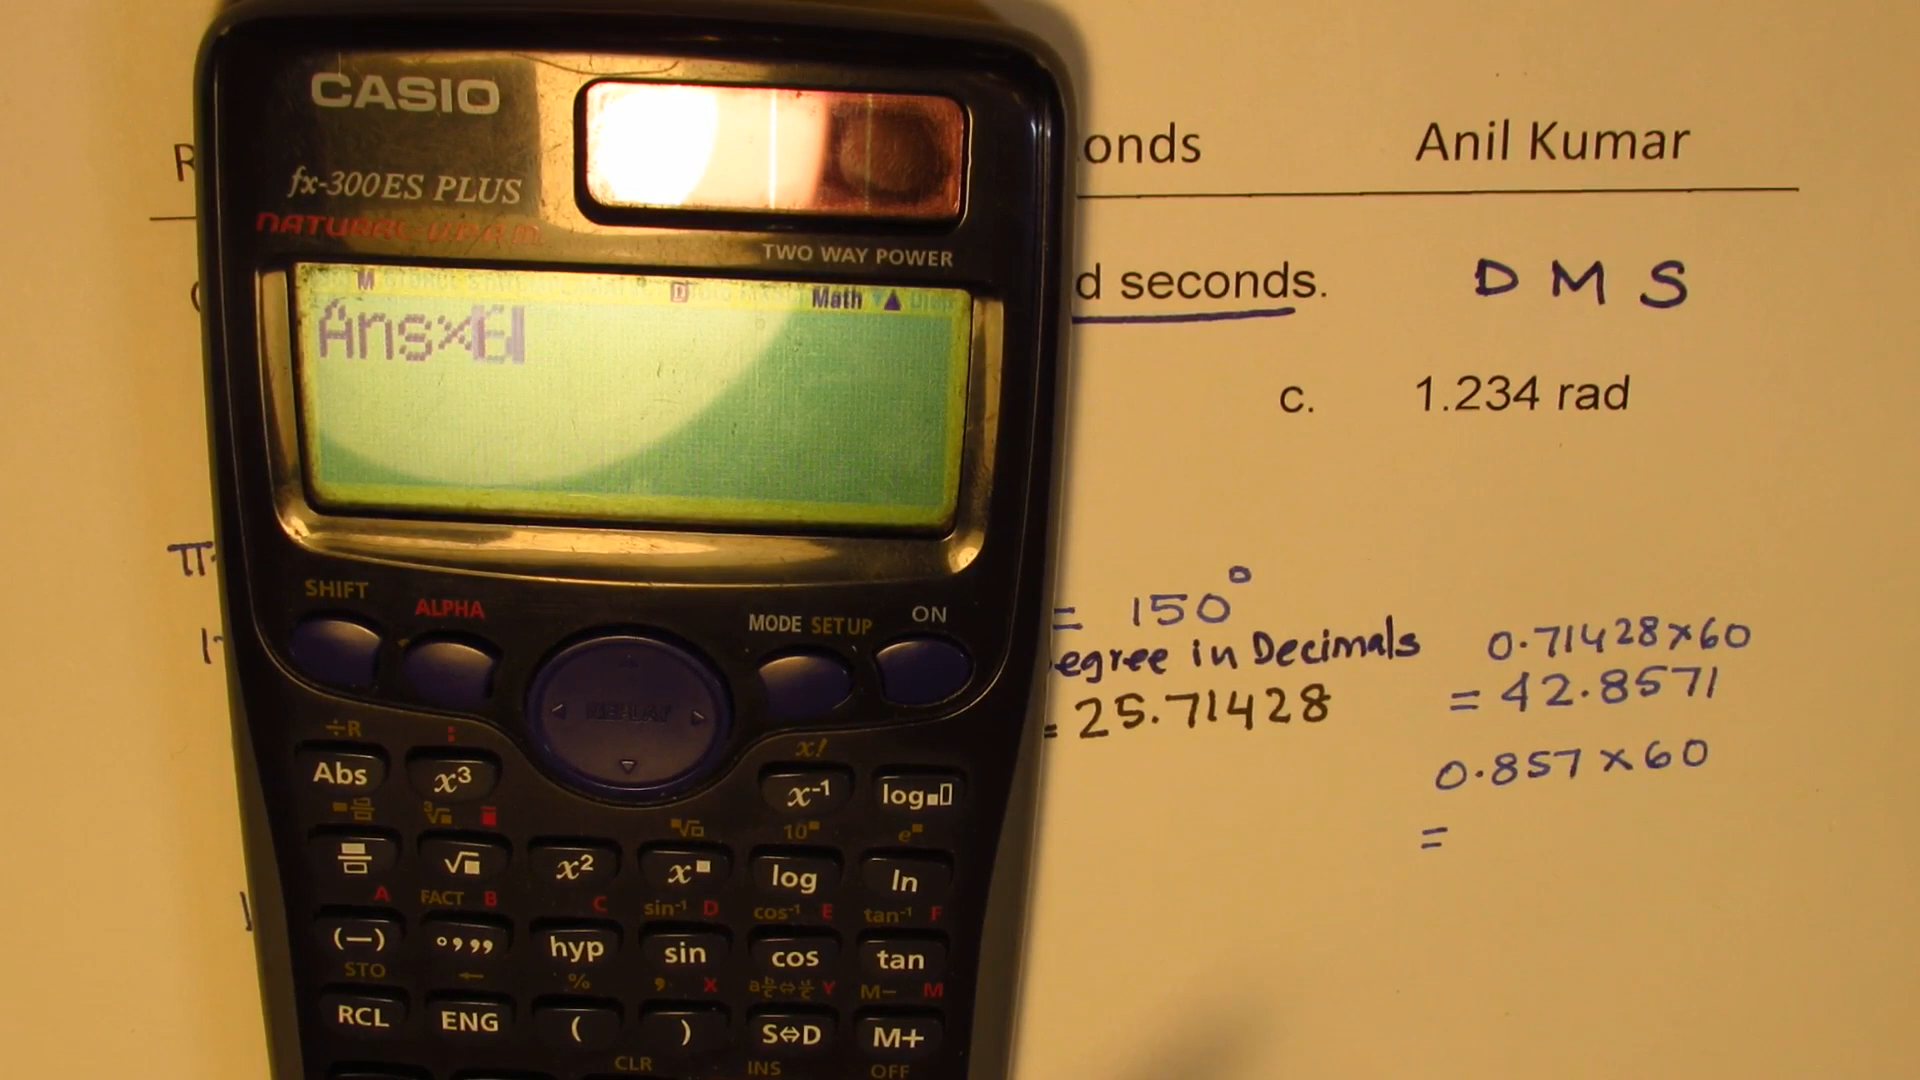 CASIO
fx-300ES PLUS
NATURAL-V.P.A.M.
TWO WAY POWER
onds Anil Kumar
d seconds. D M S
c. 1.234 rad
M D Math ▲
Ans×6
SHIFT ALPHA MODE SETUP ON
REPLAY
= 150°
egree in Decimals
= 25.71428
0.71428×60
= 42.8571
0.857×60
=
÷R : x!
Abs x³ x⁻¹ log
10 e
x² x log ln
A FACT B C sin⁻¹ D cos⁻¹ E tan⁻¹ F
(−) °,,, hyp sin cos tan
STO ← % , X Y M− M
RCL ENG ( ) S⇔D M+
CLR INS OFF